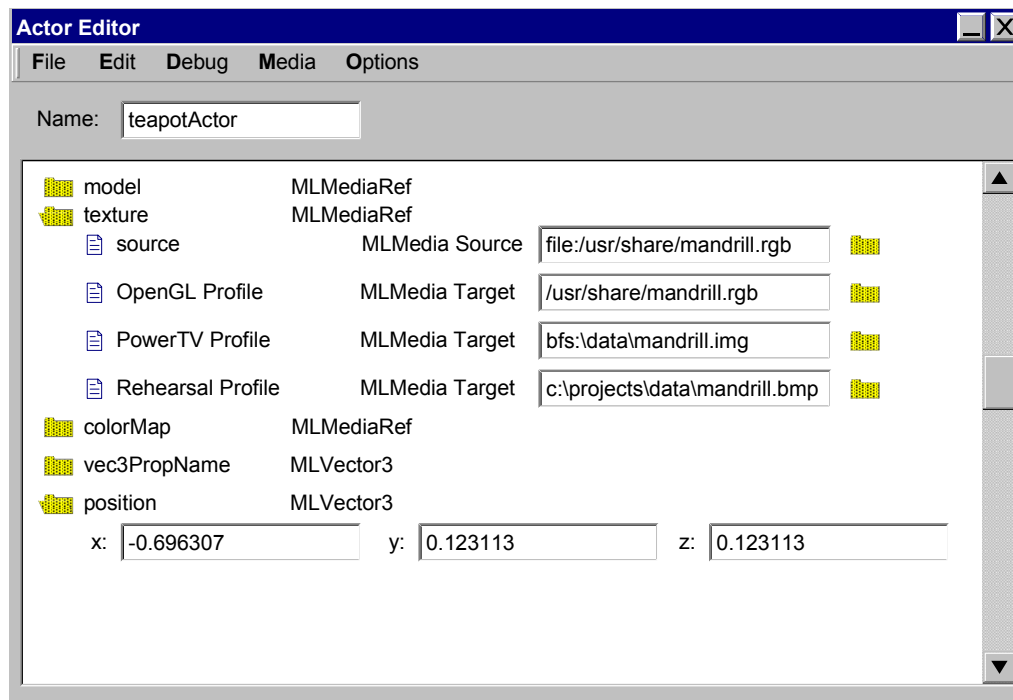 Actor Editor
File Edit Debug Media Options
Name: teapotActor
model MLMediaRef
texture MLMediaRef
source MLMedia Source file:/usr/share/mandrill.rgb
OpenGL Profile MLMedia Target /usr/share/mandrill.rgb
PowerTV Profile MLMedia Target bfs:\data\mandrill.img
Rehearsal Profile MLMedia Target c:\projects\data\mandrill.bmp
colorMap MLMediaRef
vec3PropName MLVector3
position MLVector3
x: -0.696307 y: 0.123113 z: 0.123113